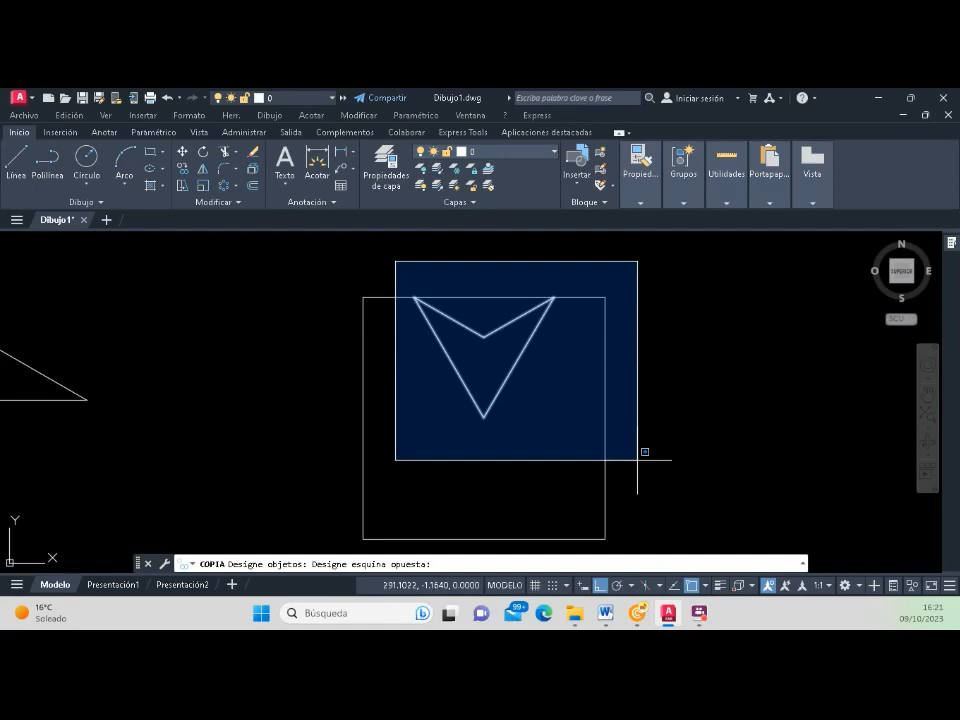 A 0 Compartir Dibujo1.dwg Escriba palabra clave o frase Iniciar sesión
Archivo Edición Ver Insertar Formato Herr. Dibujo Acotar Modificar Paramétrico Ventana ? Express
Inicio Inserción Anotar Paramétrico Vista Administrar Salida Complementos Colaborar Express Tools Aplicaciones destacadas
0
Línea Polilínea Círculo Arco Texto Acotar Propiedades de capa Insertar Propied... Grupos Utilidades Portapap... Vista
Dibujo Modificar Anotación Capas Bloque
Dibujo1*
N
O SUPERIOR E
S
SCU
Y
X
COPIA Designe objetos: Designe esquina opuesta:
Modelo Presentación1 Presentación2 291.1022, -1.1640, 0.0000 MODELO 1:1
16°C
Soleado
Búsqueda
99+
16:21
09/10/2023